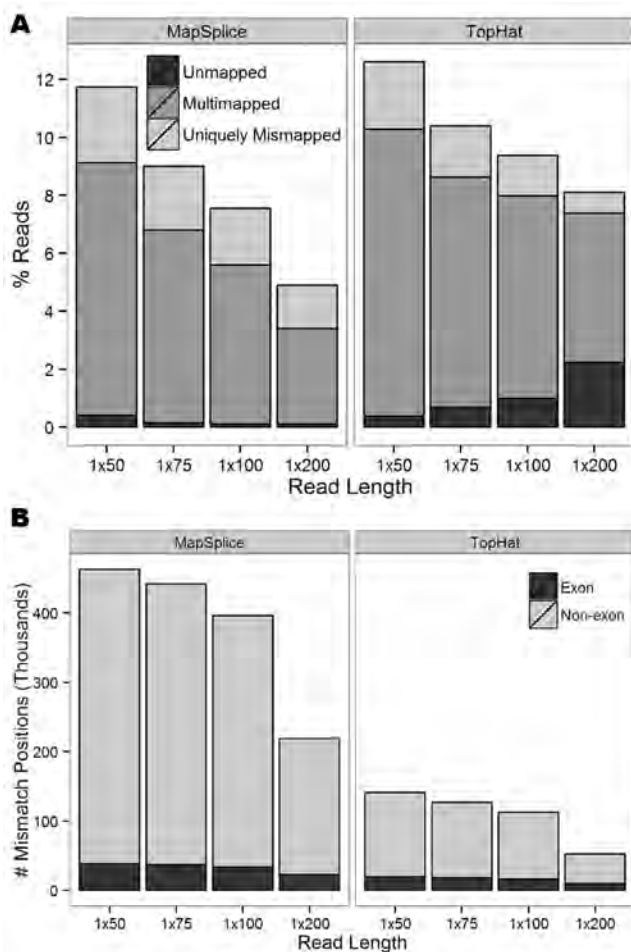 A
MapSplice
TopHat
% Reads
12
10
8
6
4
2
0
Unmapped
Multimapped
Uniquely Mismapped
1x50
1x75
1x100
1x200
1x50
1x75
1x100
1x200
Read Length
B
MapSplice
TopHat
# Mismatch Positions (Thousands)
400
300
200
100
0
Exon
Non-exon
1x50
1x75
1x100
1x200
1x50
1x75
1x100
1x200
Read Length